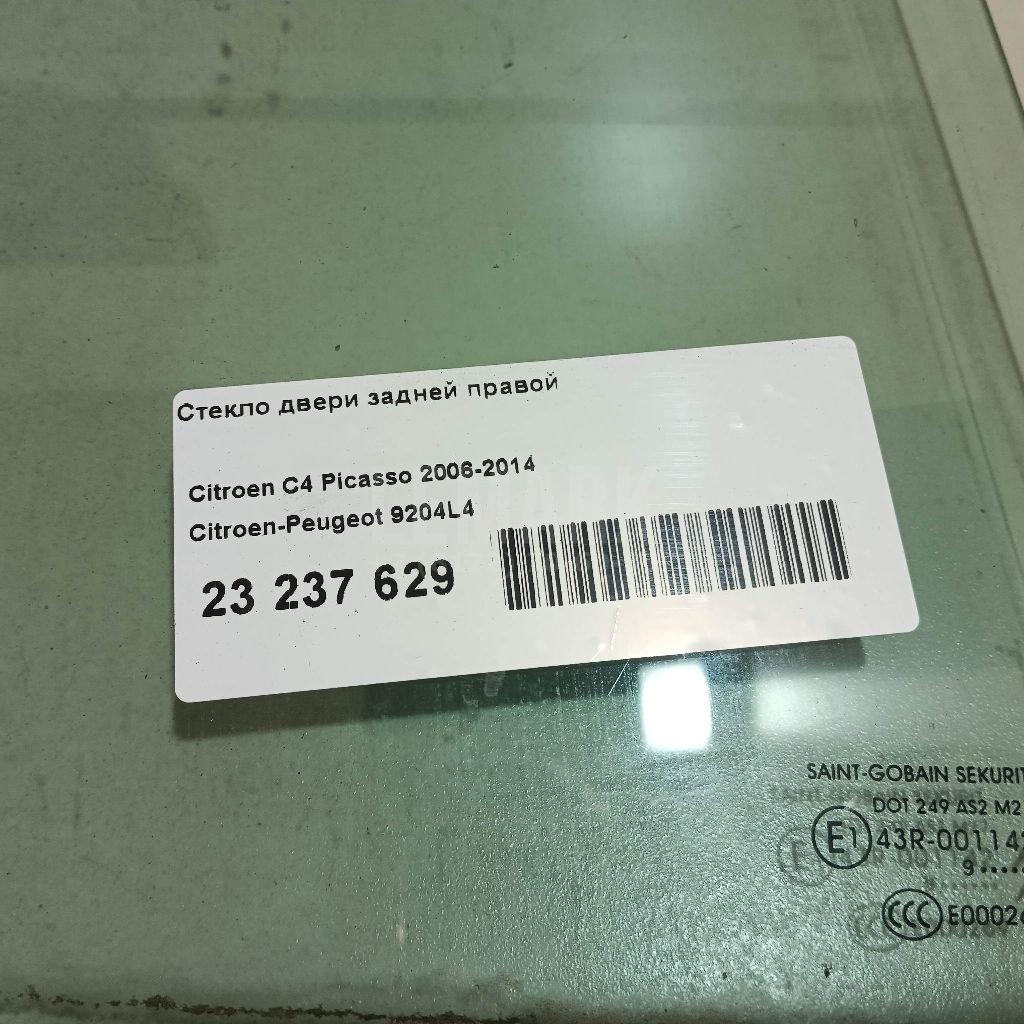 Стекло двери задней правой
Citroen C4 Picasso 2006-2014
Citroen-Peugeot 9204L4
23 237 629
SAINT-GOBAIN SEKURIT
DOT 249 AS2 M2
E1 43R-00114
9•••••
CCC E0002